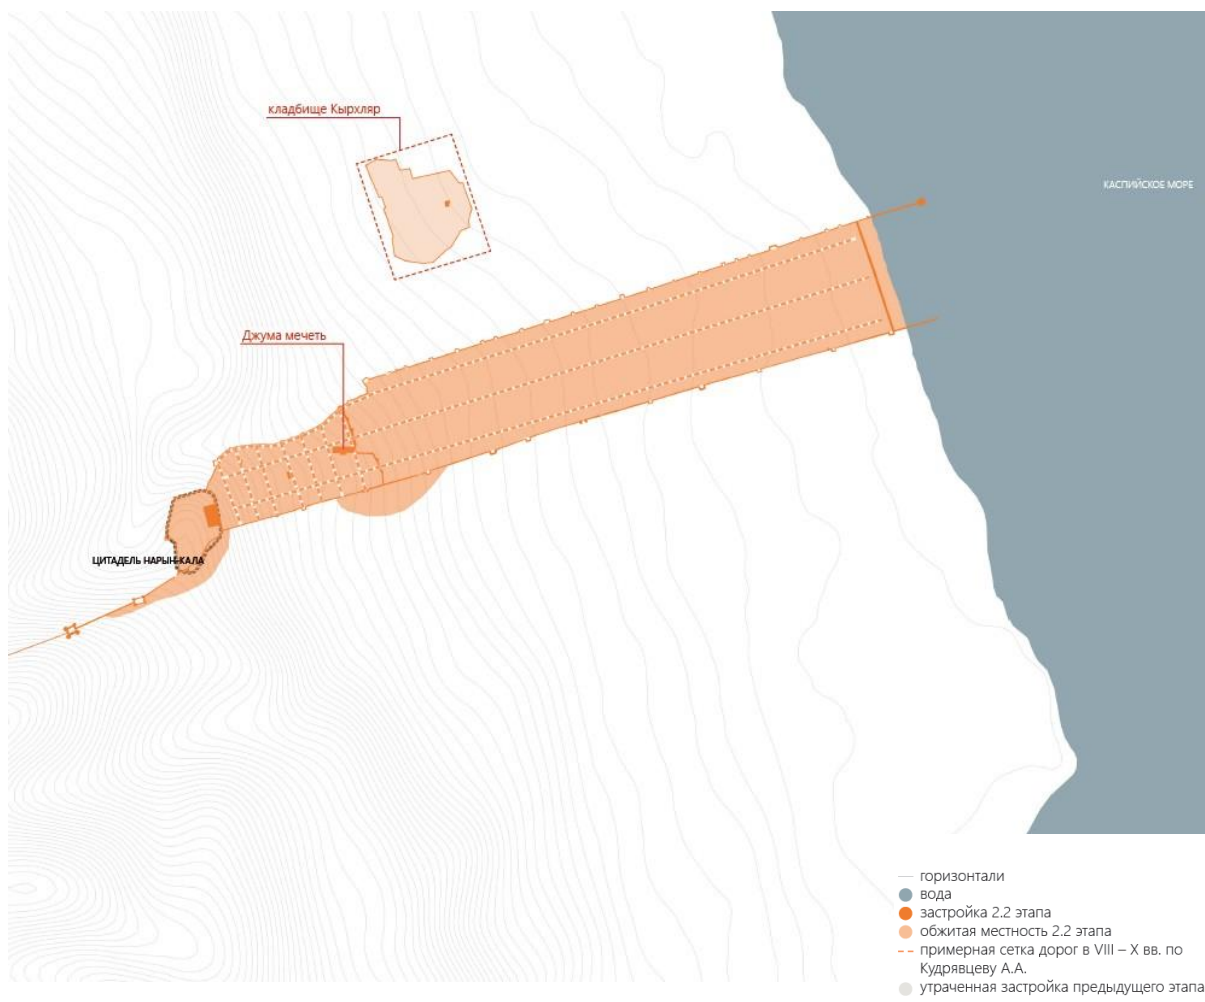 кладбище Кырхляр
КАСПИЙСКОЕ МОРЕ
Джума мечеть
ЦИТАДЕЛЬ НАРЫН-КАЛА
горизонтали
вода
застройка 2.2 этапа
обжитая местность 2.2 этапа
примерная сетка дорог в VIII – X вв. по
Кудрявцеву А.А.
утраченная застройка предыдущего этапа